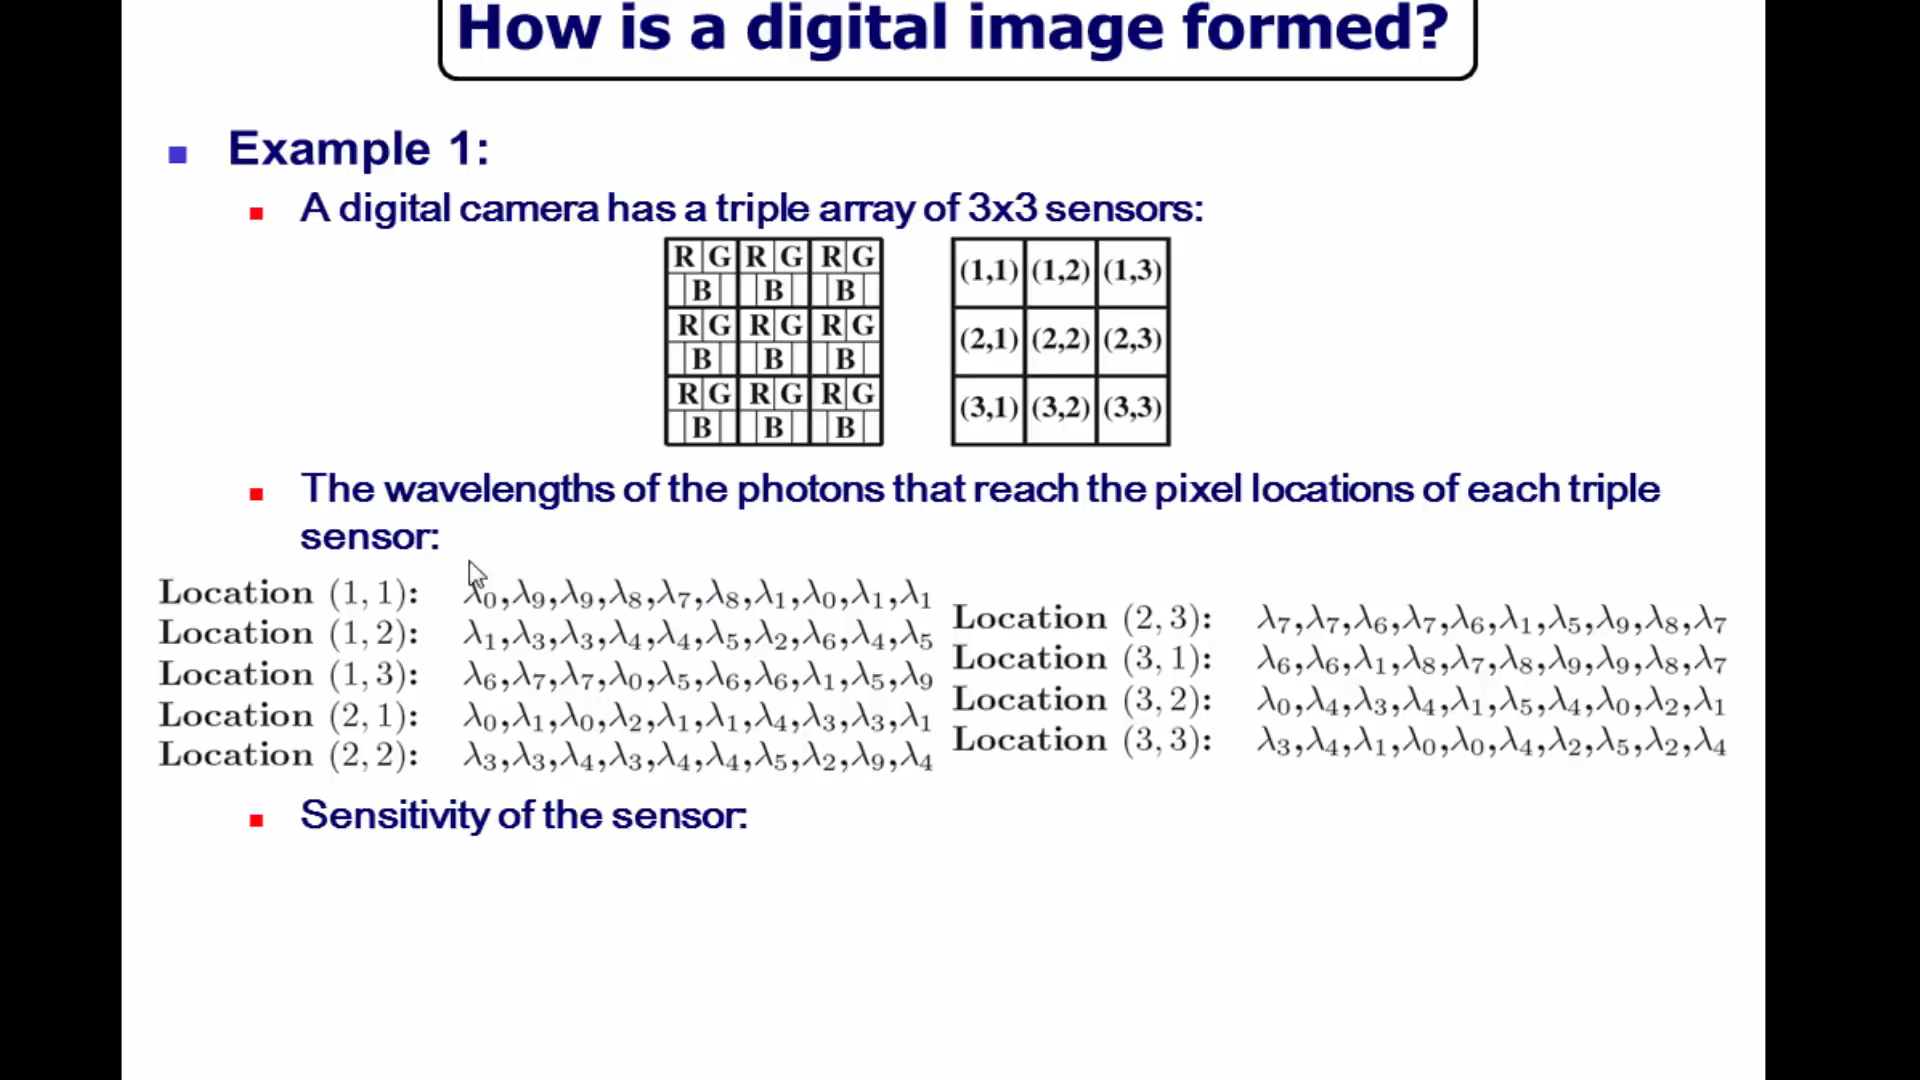 How is a digital image formed?
Example 1:
A digital camera has a triple array of 3x3 sensors:
R G R G R G
B B B
R G R G R G
B B B
R G R G R G
B B B
(1,1) (1,2) (1,3)
(2,1) (2,2) (2,3)
(3,1) (3,2) (3,3)
The wavelengths of the photons that reach the pixel locations of each triple
sensor:
Location (1, 1): λ0,λ9,λ9,λ8,λ7,λ8,λ1,λ0,λ1,λ1
Location (1, 2): λ1,λ3,λ3,λ4,λ4,λ5,λ2,λ6,λ4,λ5
Location (1, 3): λ6,λ7,λ7,λ0,λ5,λ6,λ6,λ1,λ5,λ9
Location (2, 1): λ0,λ1,λ0,λ2,λ1,λ1,λ4,λ3,λ3,λ1
Location (2, 2): λ3,λ3,λ4,λ3,λ4,λ4,λ5,λ2,λ9,λ4
Location (2, 3): λ7,λ7,λ6,λ7,λ6,λ1,λ5,λ9,λ8,λ7
Location (3, 1): λ6,λ6,λ1,λ8,λ7,λ8,λ9,λ9,λ8,λ7
Location (3, 2): λ0,λ4,λ3,λ4,λ1,λ5,λ4,λ0,λ2,λ1
Location (3, 3): λ3,λ4,λ1,λ0,λ0,λ4,λ2,λ5,λ2,λ4
Sensitivity of the sensor: